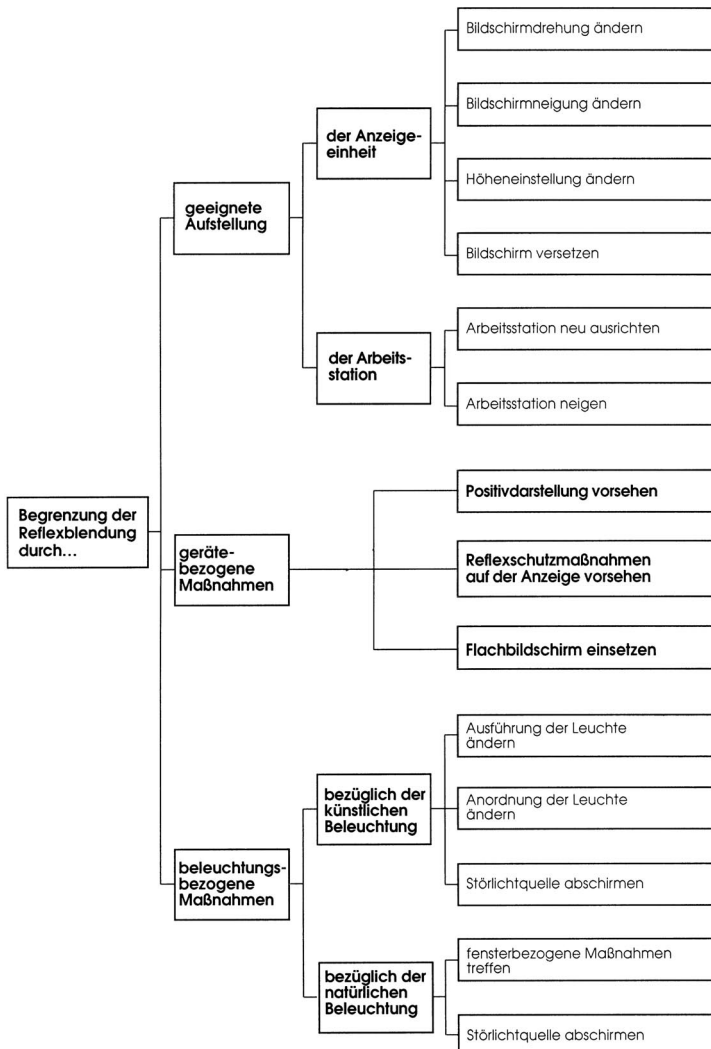 Begrenzung der
Reflexblendung
durch...
geeignete
Aufstellung
der Anzeige-
einheit
Bildschirmdrehung ändern
Bildschirmneigung ändern
Höheneinstellung ändern
Bildschirm versetzen
der Arbeits-
station
Arbeitsstation neu ausrichten
Arbeitsstation neigen
geräte-
bezogene
Maßnahmen
Positivdarstellung vorsehen
Reflexschutzmaßnahmen
auf der Anzeige vorsehen
Flachbildschirm einsetzen
beleuchtungs-
bezogene
Maßnahmen
bezüglich der
künstlichen
Beleuchtung
Ausführung der Leuchte
ändern
Anordnung der Leuchte
ändern
Störlichtquelle abschirmen
bezüglich der
natürlichen
Beleuchtung
fensterbezogene Maßnahmen
treffen
Störlichtquelle abschirmen